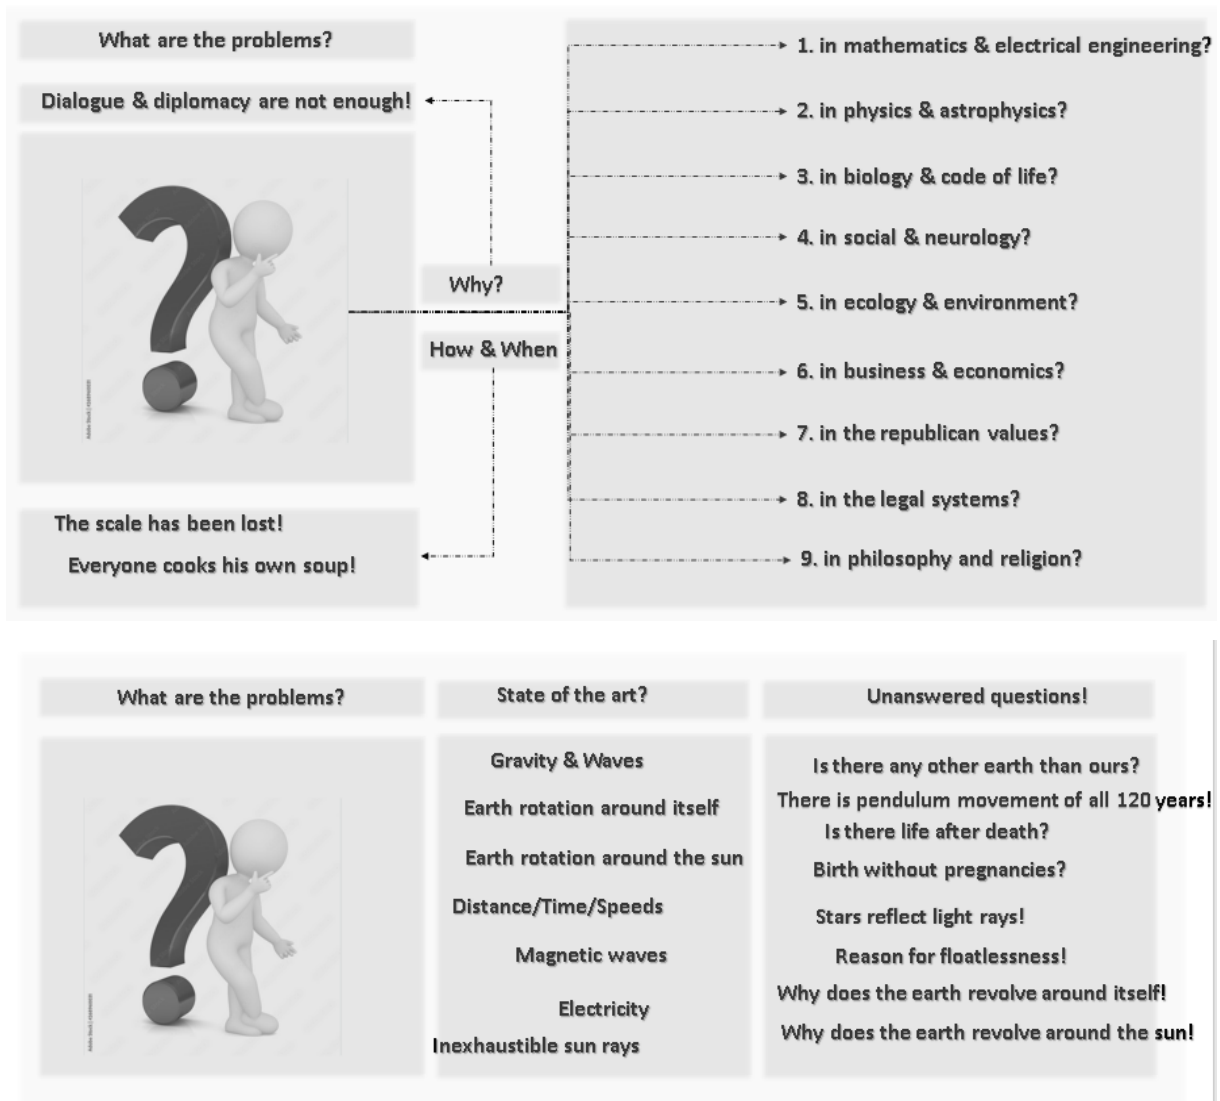 What are the problems?
Dialogue & diplomacy are not enough!
Why?
How & When
The scale has been lost!
Everyone cooks his own soup!
1. in mathematics & electrical engineering?
2. in physics & astrophysics?
3. in biology & code of life?
4. in social & neurology?
5. in ecology & environment?
6. in business & economics?
7. in the republican values?
8. in the legal systems?
9. in philosophy and religion?
What are the problems?
State of the art?
Gravity & Waves
Earth rotation around itself
Earth rotation around the sun
Distance/Time/Speeds
Magnetic waves
Electricity
Inexhaustible sun rays
Unanswered questions!
Is there any other earth than ours?
There is pendulum movement of all 120 years!
Is there life after death?
Birth without pregnancies?
Stars reflect light rays!
Reason for floatlessness!
Why does the earth revolve around itself!
Why does the earth revolve around the sun!